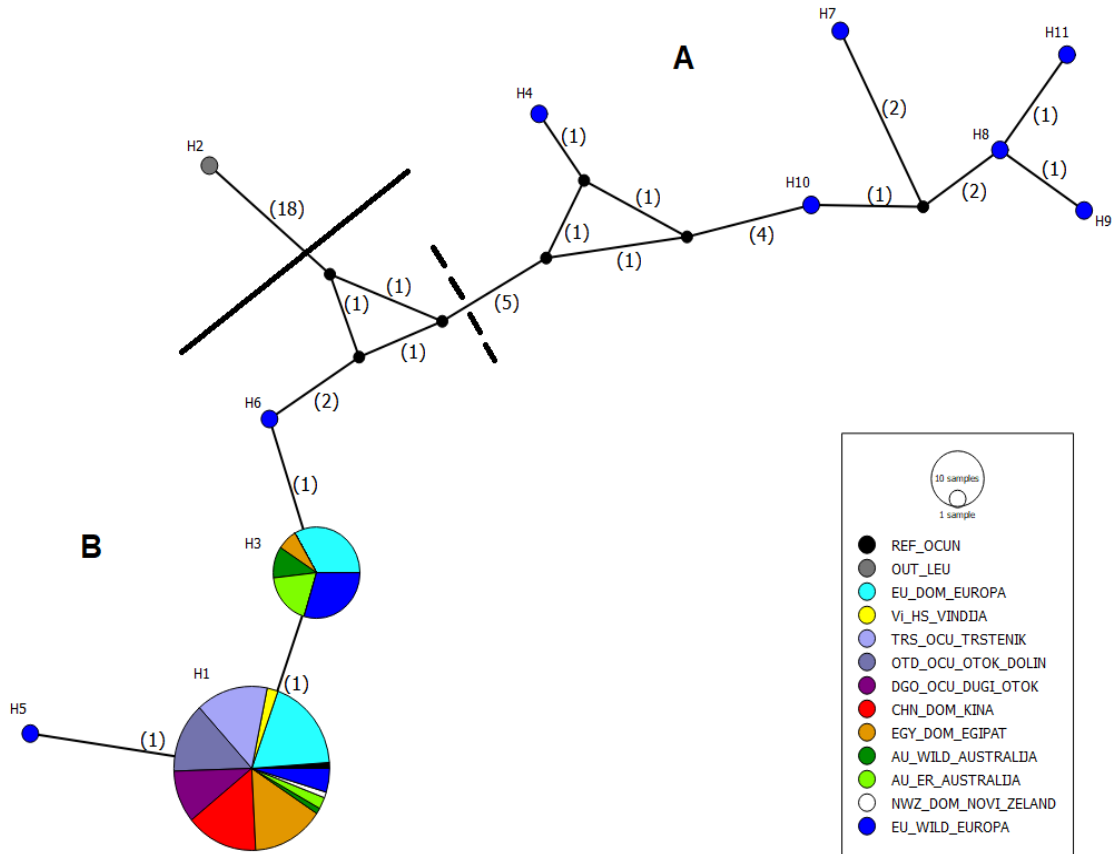 H7
H11
A
H4
(2)
(1)
(1)
H8
H2
(1)
H10
(1)
(18)
(1)
(2)
H9
(1)
(4)
(1)
(1)
(1)
(5)
(1)
H6
(2)
(1)
10 samples
1 sample
B
H3
REF_OCUN
OUT_LEU
EU_DOM_EUROPA
Vi_HS_VINDIJA
TRS_OCU_TRSTENIK
OTD_OCU_OTOK_DOLIN
DGO_OCU_DUGI_OTOK
CHN_DOM_KINA
EGY_DOM_EGIPAT
AU_WILD_AUSTRALIJA
AU_ER_AUSTRALIJA
NWZ_DOM_NOVI_ZELAND
EU_WILD_EUROPA
H1
(1)
H5
(1)